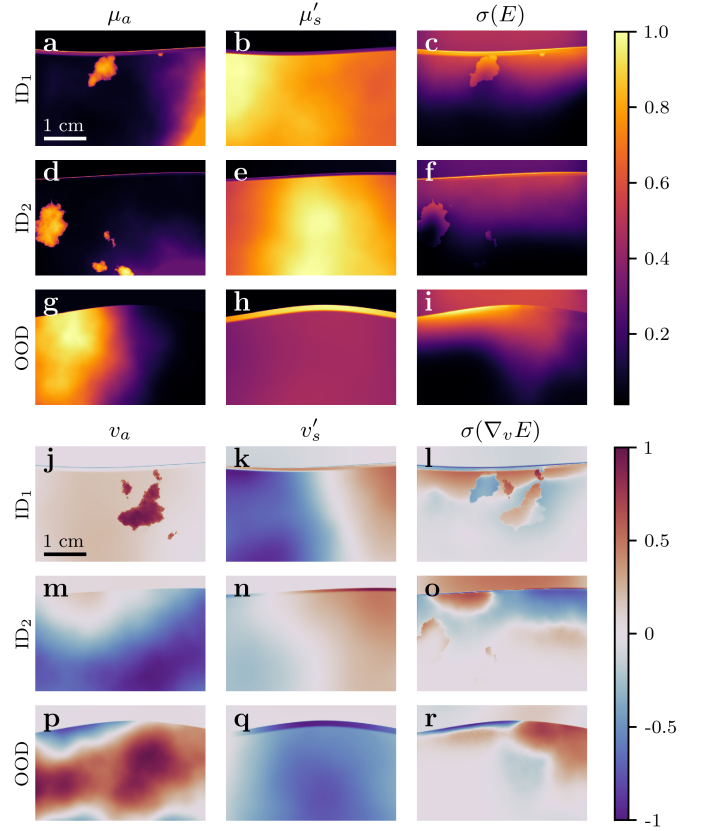 μₐ μ′ₛ σ(E)
a b c
ID₁
1 cm
d e f
ID₂
g h i
OOD
1.0
0.8
0.6
0.4
0.2
vₐ v′ₛ σ(∇ᵥE)
j k l
ID₁
1 cm
m n o
ID₂
p q r
OOD
1
0.5
0
-0.5
-1